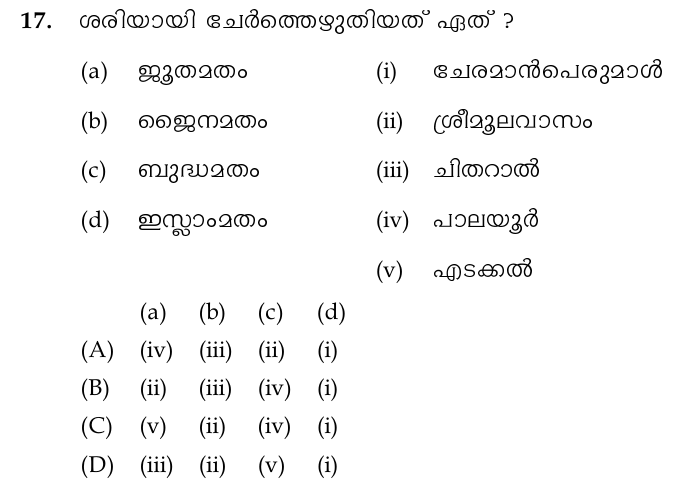 17. ശരിയായി ചേർത്തെഴുതിയത് ഏത് ?
(a) ജൂതമതം (i) ചേരമാൻപെരുമാൾ
(b) ജൈനമതം (ii) ശ്രീമൂലവാസം
(c) ബുദ്ധമതം (iii) ചിതറാൽ
(d) ഇസ്ലാംമതം (iv) പാലയൂർ
(v) എടക്കൽ
(a) (b) (c) (d)
(A) (iv) (iii) (ii) (i)
(B) (ii) (iii) (iv) (i)
(C) (v) (ii) (iv) (i)
(D) (iii) (ii) (v) (i)